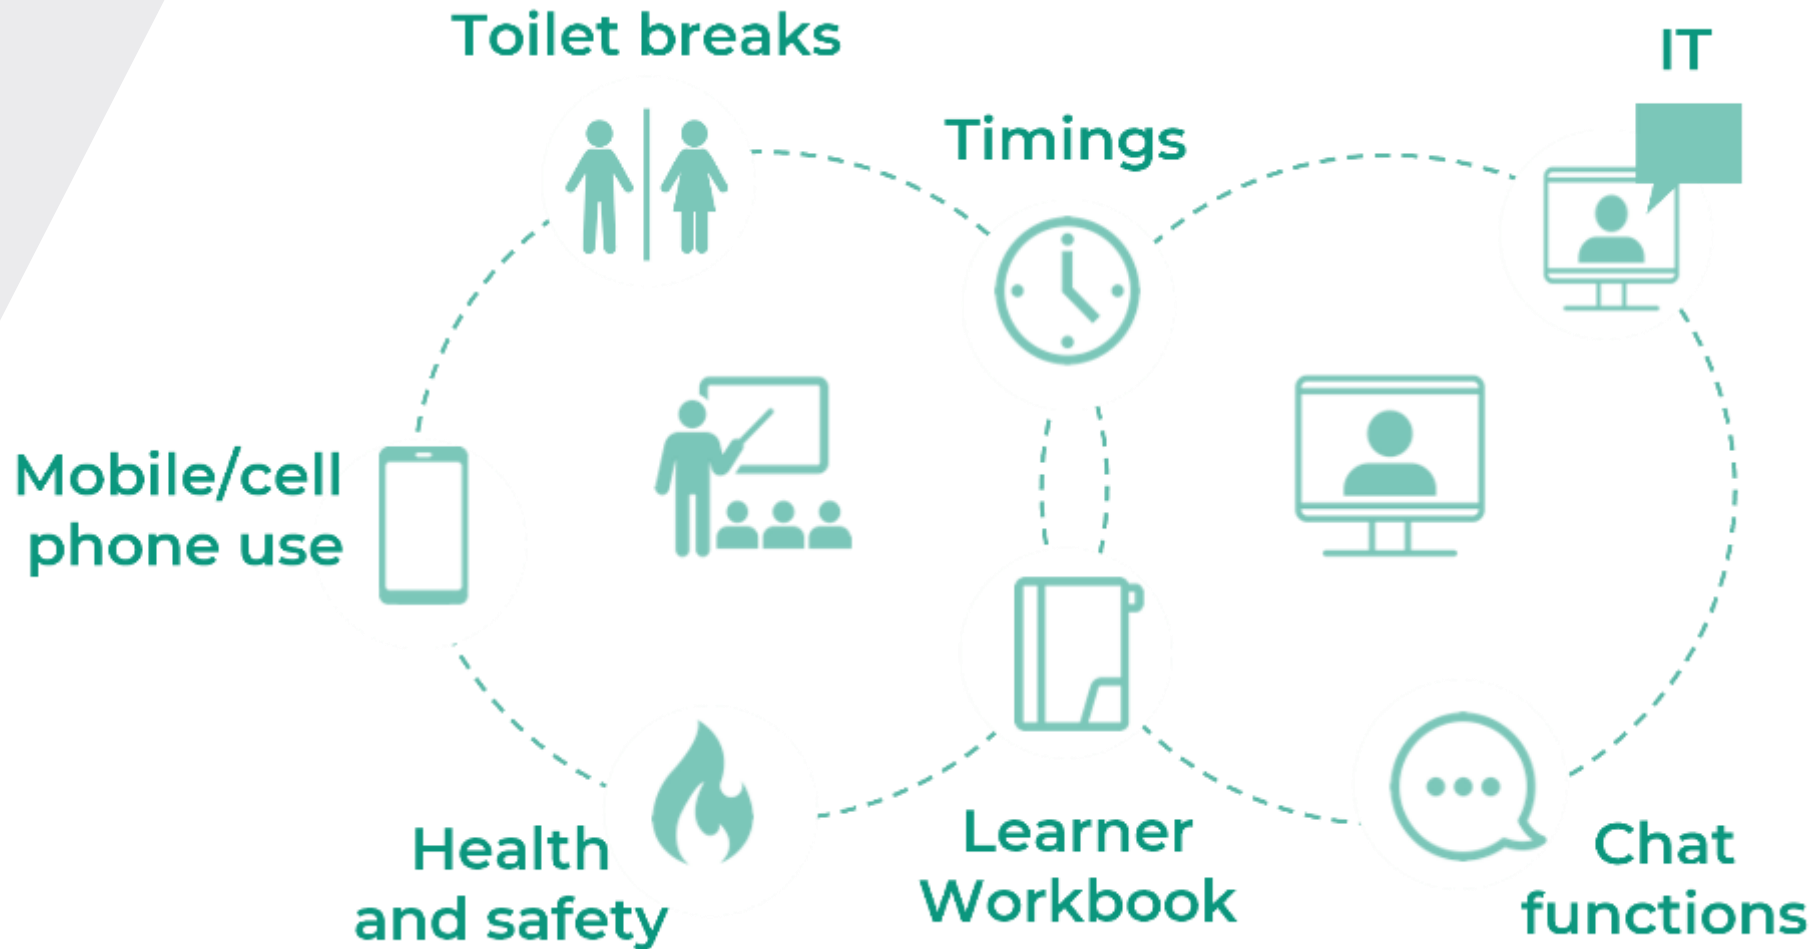 Toilet breaks
IT
Timings
Mobile/cell
phone use
Health
and safety
Learner
Workbook
Chat
functions